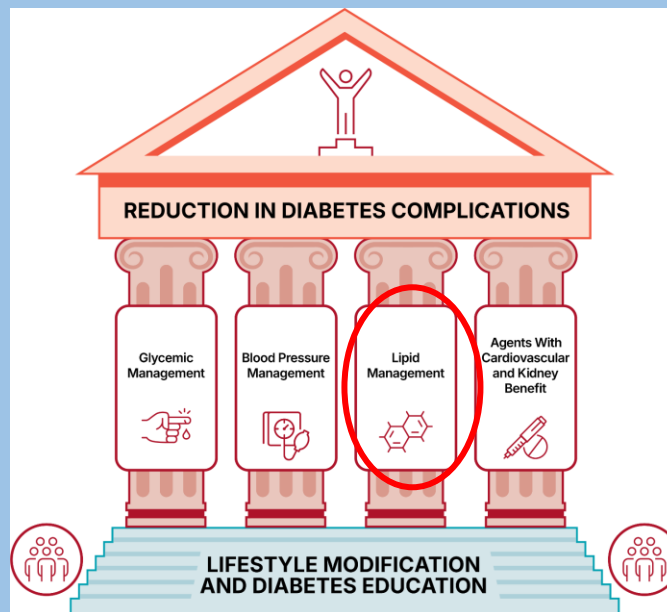 REDUCTION IN DIABETES COMPLICATIONS
Glycemic
Management
Blood Pressure
Management
Lipid
Management
Agents With
Cardiovascular
and Kidney
Benefit
LIFESTYLE MODIFICATION
AND DIABETES EDUCATION